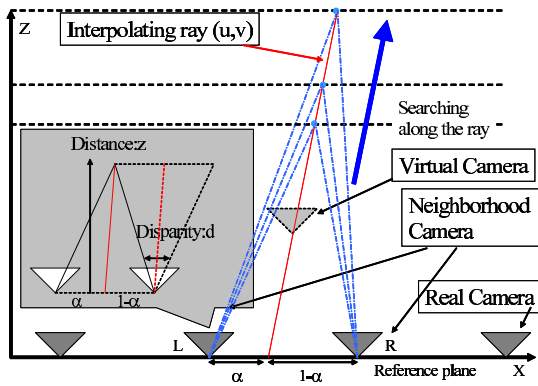 Z
Interpolating ray (u,v)
Searching
along the ray
Distance:z
Virtual Camera
Neighborhood
Camera
Disparity:d
α
1-α
Real Camera
L
R
Reference plane
X
α
1-α